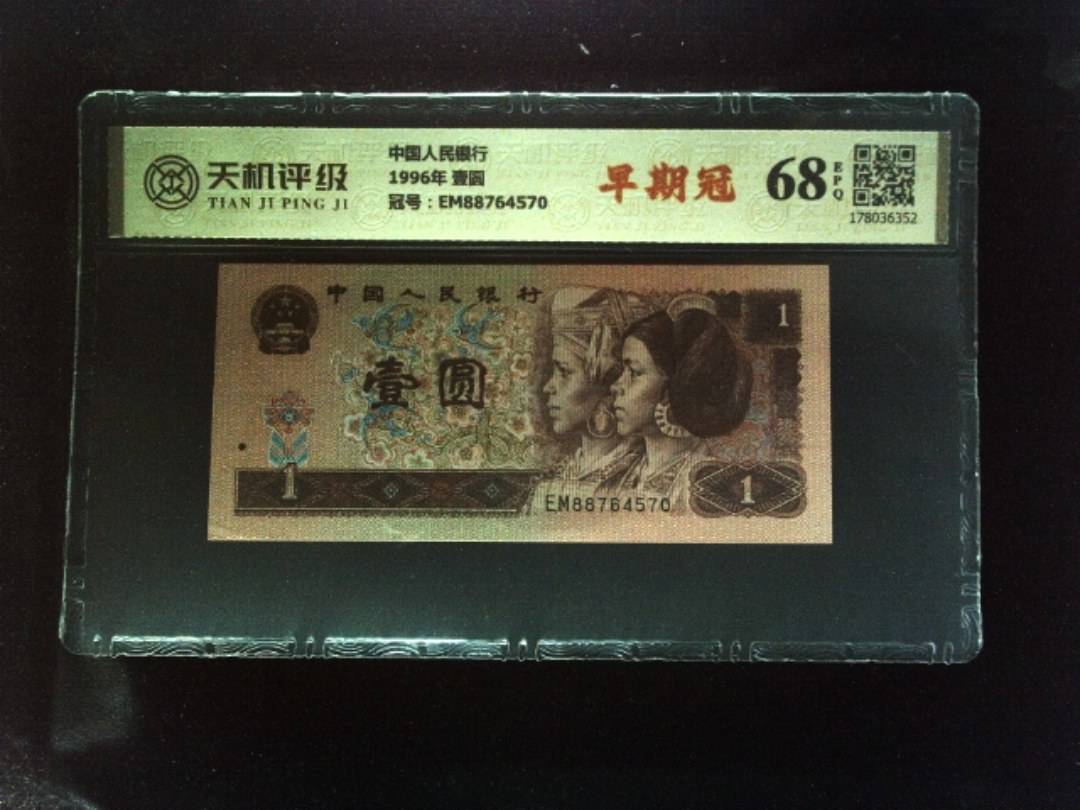 天机评级
TIAN JI PING JI
中国人民银行
1996年 壹圆
冠号：EM88764570
早期冠
68
EPQ
178036352
中国人民银行
1
壹圆
1
1
EM88764570